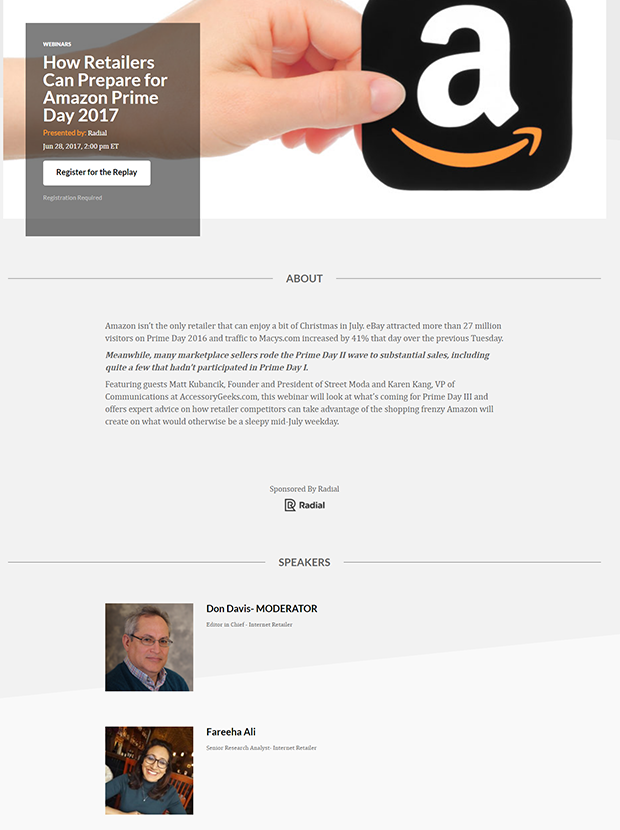 WEBINARS
How Retailers
Can Prepare for
Amazon Prime
Day 2017
Presented by: Radial
Jun 28, 2017, 2:00 pm ET
Register for the Replay
Registration Required
a
ABOUT
Amazon isn't the only retailer that can enjoy a bit of Christmas in July. eBay attracted more than 27 million
visitors on Prime Day 2016 and traffic to Macys.com increased by 41% that day over the previous Tuesday.
Meanwhile, many marketplace sellers rode the Prime Day II wave to substantial sales, including
quite a few that hadn't participated in Prime Day I.
Featuring guests Matt Kubancik, Founder and President of Street Moda and Karen Kang, VP of
Communications at AccessoryGeeks.com, this webinar will look at what's coming for Prime Day III and
offers expert advice on how retailer competitors can take advantage of the shopping frenzy Amazon will
create on what would otherwise be a sleepy mid-July weekday.
Sponsored By Radial
Radial
SPEAKERS
Don Davis- MODERATOR
Editor in Chief - Internet Retailer
Fareeha Ali
Senior Research Analyst- Internet Retailer